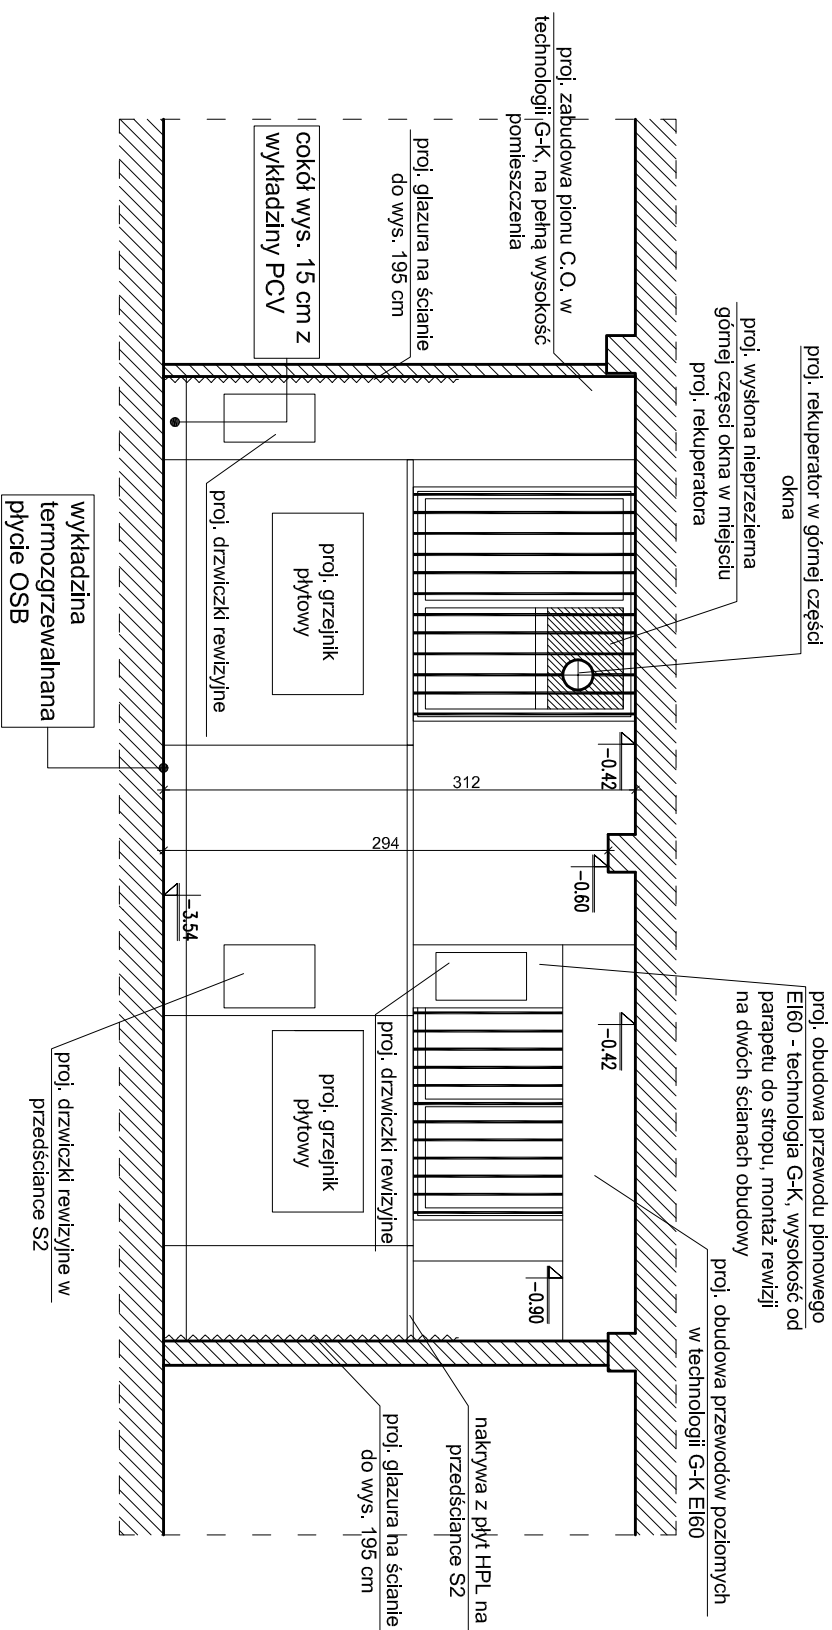 proj. zabudowa pionu C.O. w
technologii G-K, na pełną wysokość
pomieszczenia
proj. glazura na ścianie
do wys. 195 cm
cokół wys. 15 cm z
wykładziny PCV
proj. rekuperator w górnej części
okna
proj. wysłona nieprzezierna
górnej części okna w miejscu
proj. rekuperatora
proj. drzwiczki rewizyjne
proj. grzejnik
płytowy
wykładzina
termozgrzewalnana
płycie OSB
-0.42
312
294
-0.60
-3.54
proj. obudowa przewodu pionowego
EI60 - technologia G-K, wysokość od
parapetu do stropu, montaż rewizji
na dwóch ścianach obudowy
-0.42
proj. drzwiczki rewizyjne
proj. grzejnik
płytowy
proj. drzwiczki rewizyjne w
przedściance S2
proj. obudowa przewodów poziomych
w technologii G-K EI60
-0.90
nakrywa z płyt HPL na
przedściance S2
proj. glazura na ścianie
do wys. 195 cm